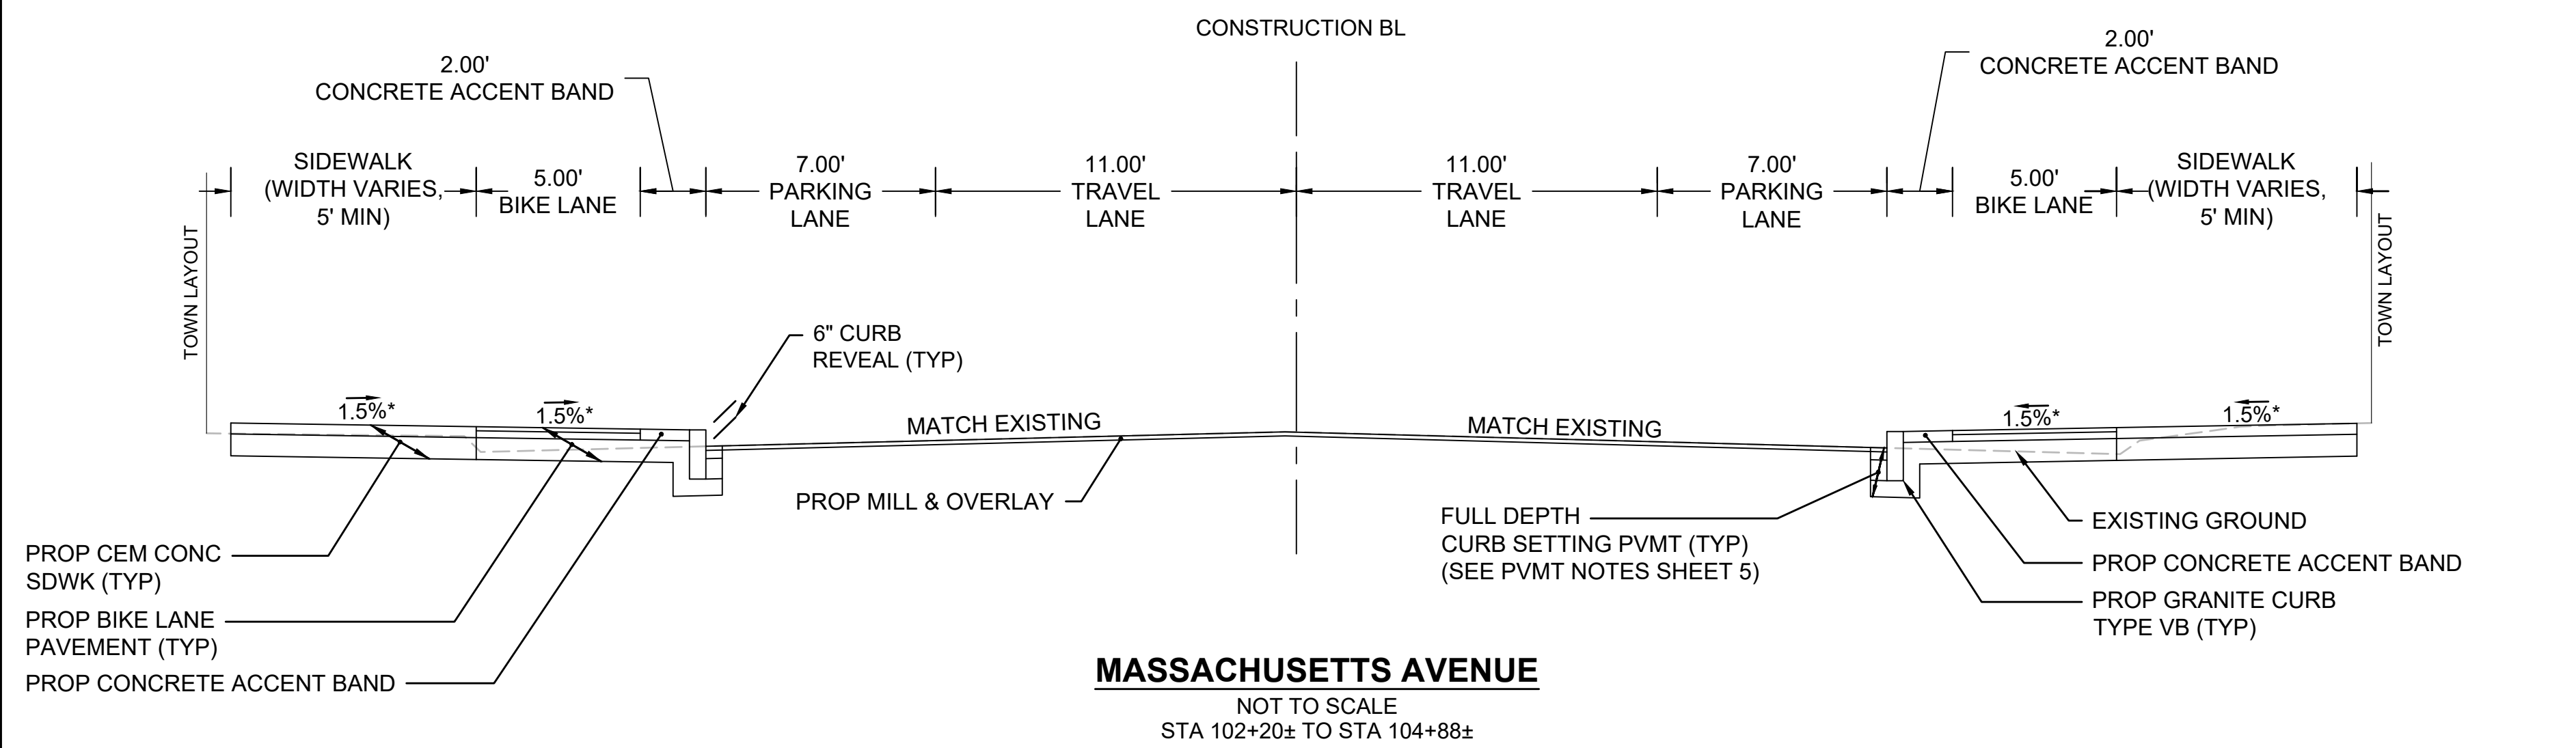 CONSTRUCTION BL
2.00'
CONCRETE ACCENT BAND
2.00'
CONCRETE ACCENT BAND
SIDEWALK
(WIDTH VARIES,
5' MIN)
5.00'
BIKE LANE
7.00'
PARKING
LANE
11.00'
TRAVEL
LANE
11.00'
TRAVEL
LANE
7.00'
PARKING
LANE
5.00'
BIKE LANE
SIDEWALK
(WIDTH VARIES,
5' MIN)
TOWN LAYOUT
TOWN LAYOUT
6" CURB
REVEAL (TYP)
1.5%*
1.5%*
MATCH EXISTING
MATCH EXISTING
1.5%*
1.5%*
PROP MILL & OVERLAY
FULL DEPTH
CURB SETTING PVMT (TYP)
(SEE PVMT NOTES SHEET 5)
EXISTING GROUND
PROP CONCRETE ACCENT BAND
PROP GRANITE CURB
TYPE VB (TYP)
PROP CEM CONC
SDWK (TYP)
PROP BIKE LANE
PAVEMENT (TYP)
PROP CONCRETE ACCENT BAND
MASSACHUSETTS AVENUE
NOT TO SCALE
STA 102+20± TO STA 104+88±